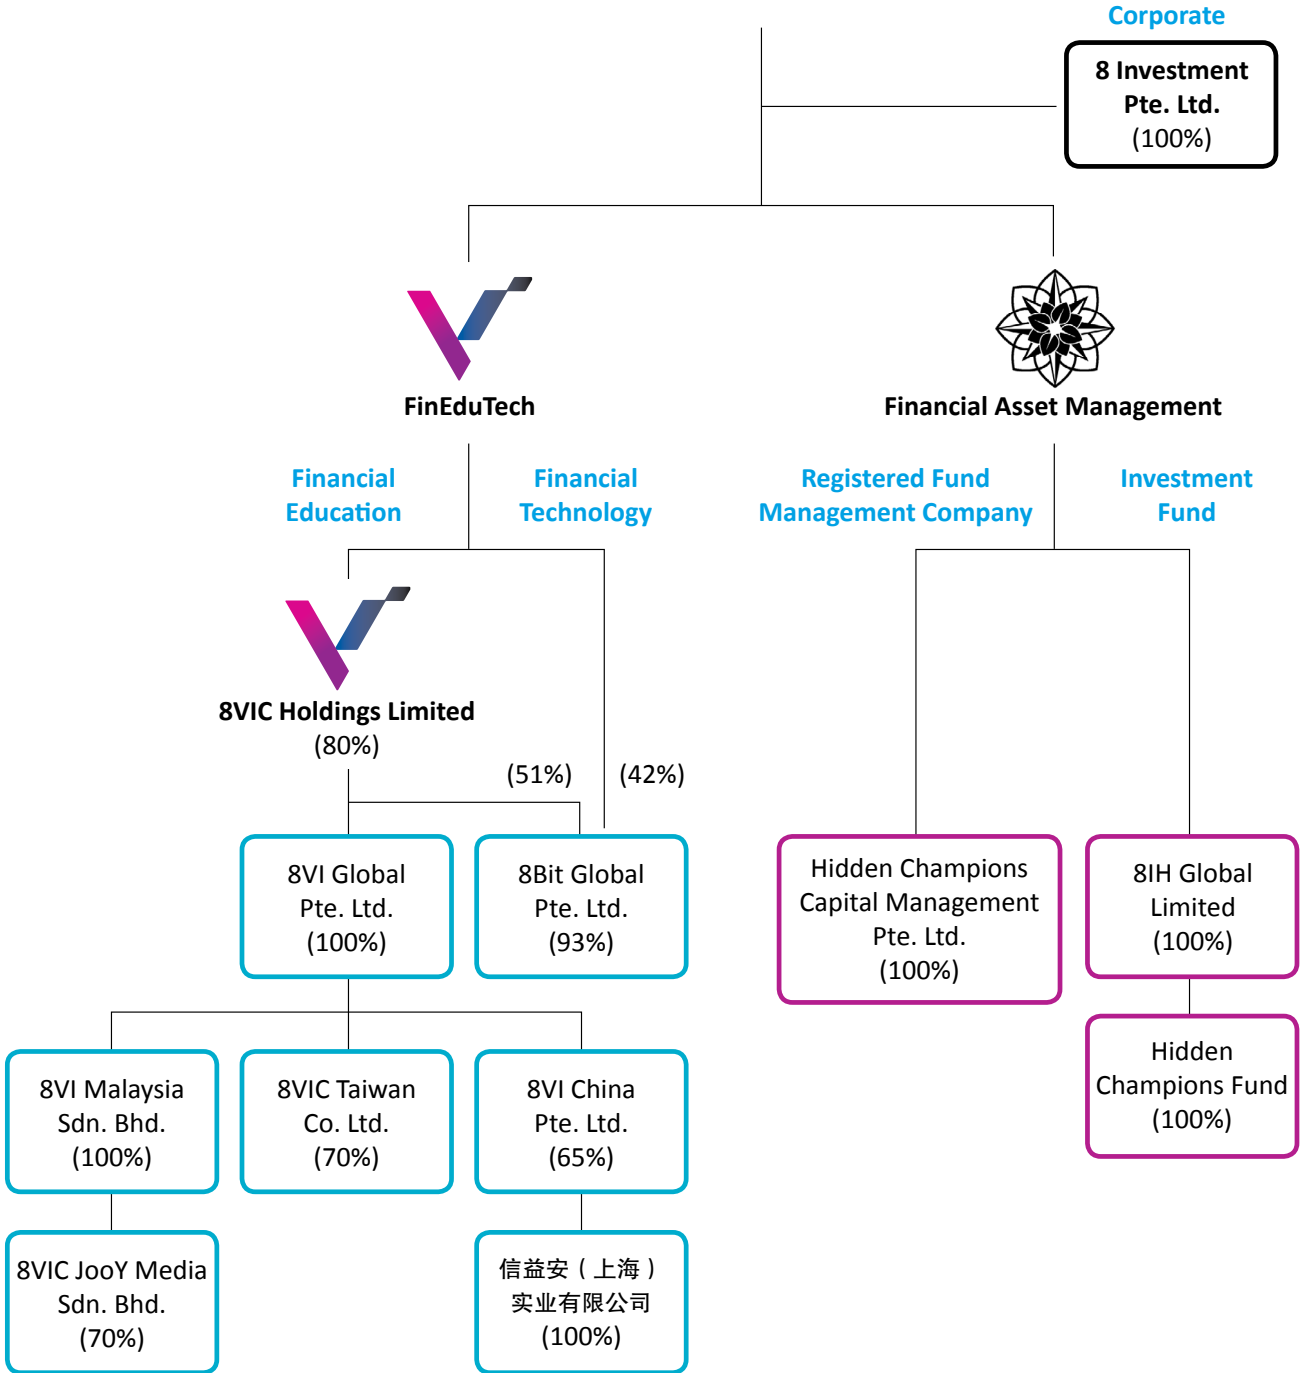 Corporate
8 Investment
Pte. Ltd.
(100%)
FinEduTech
Financial Asset Management
Financial
Education
Financial
Technology
Registered Fund
Management Company
Investment
Fund
8VIC Holdings Limited
(80%)
(51%)
(42%)
8VI Global
Pte. Ltd.
(100%)
8Bit Global
Pte. Ltd.
(93%)
Hidden Champions
Capital Management
Pte. Ltd.
(100%)
8IH Global
Limited
(100%)
Hidden
Champions Fund
(100%)
8VI Malaysia
Sdn. Bhd.
(100%)
8VIC Taiwan
Co. Ltd.
(70%)
8VI China
Pte. Ltd.
(65%)
8VIC JooY Media
Sdn. Bhd.
(70%)
信益安（上海）
实业有限公司
(100%)